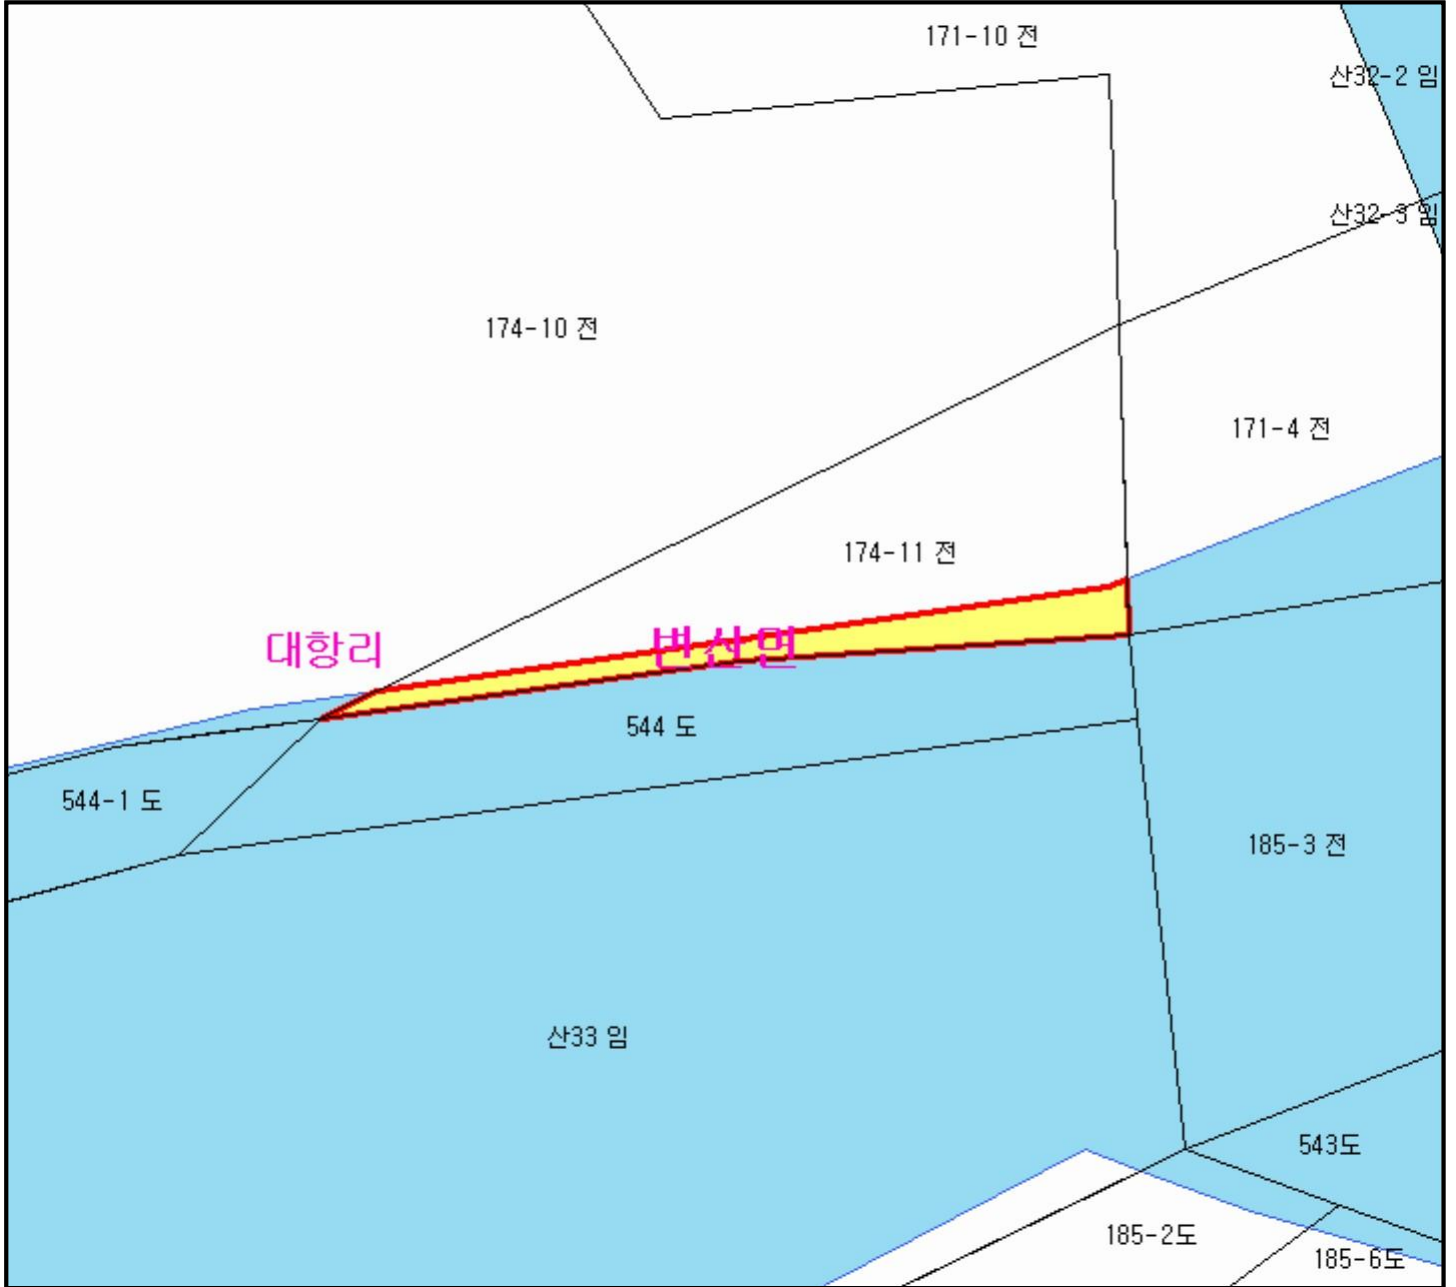 171-10 전
산32-2 임
산32-3 임
174-10 전
171-4 전
174-11 전
대항리
변산면
544 도
544-1 도
185-3 전
산33 임
543도
185-2도
185-6도